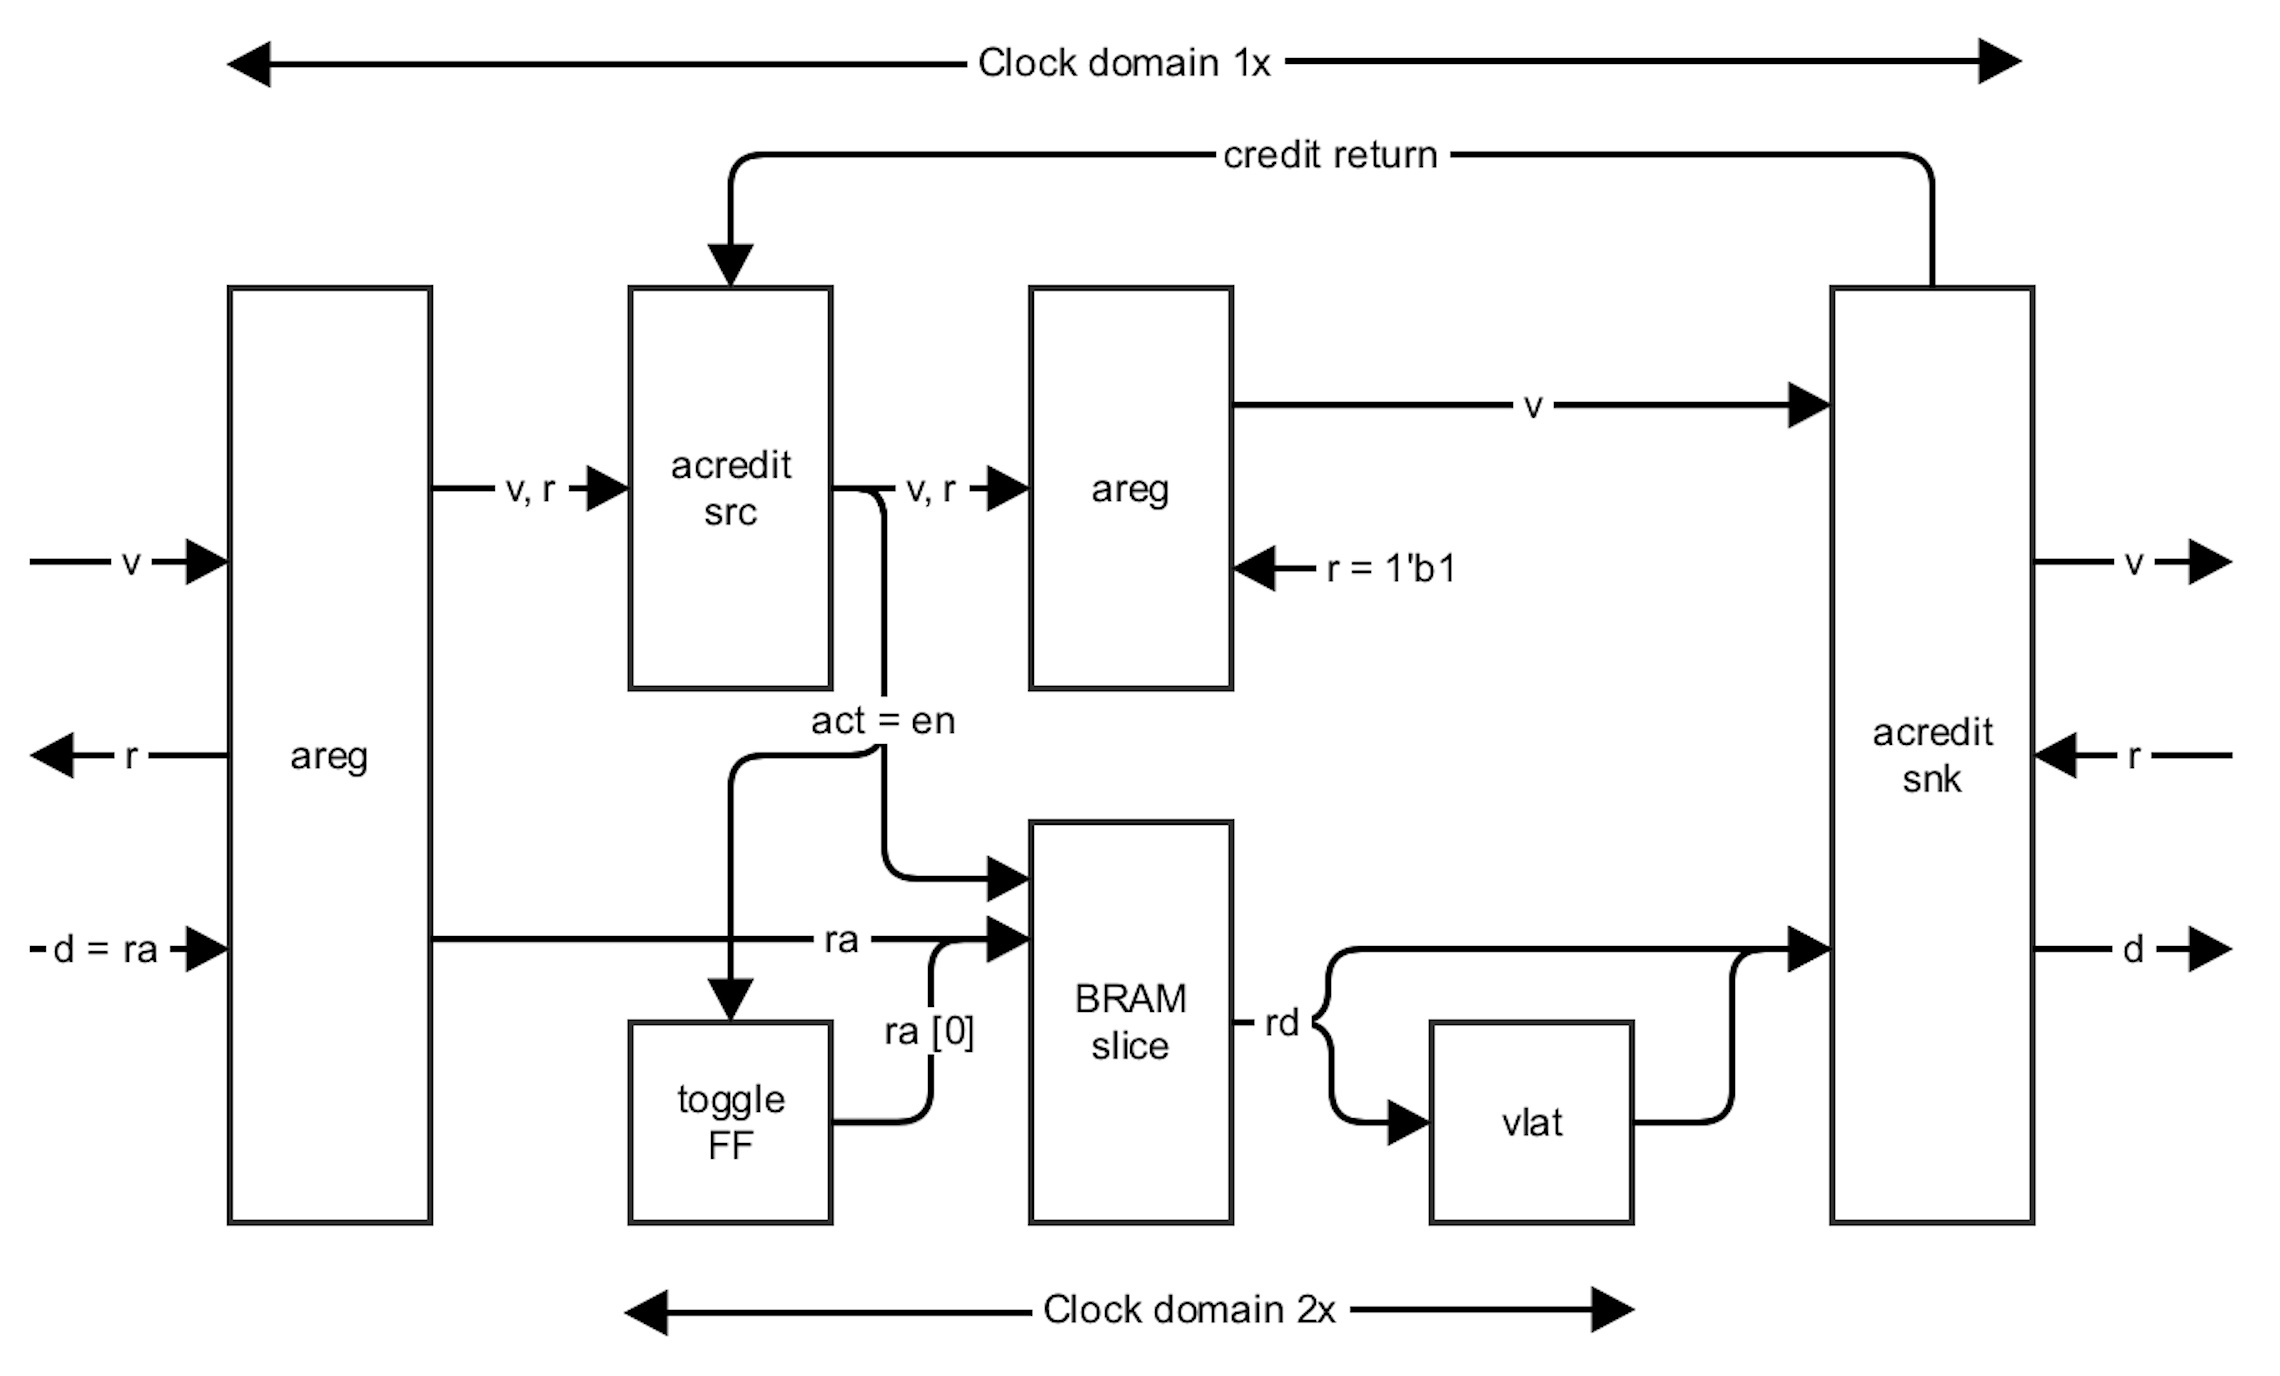 Clock domain 1x
credit return
v
acredit
src
v, r
v, r
areg
r = 1'b1
v
v
act = en
r
areg
acredit
snk
r
d = ra
ra
d
ra [0]
BRAM
slice
rd
toggle
FF
vlat
Clock domain 2x